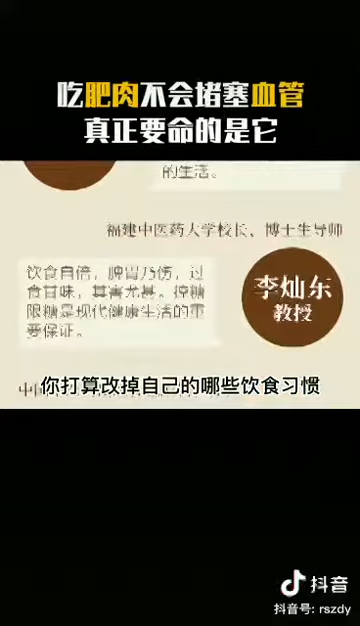 吃肥肉不会堵塞血管
真正要命的是它
的生活。
福建中医药大学校长、博士生导师
饮食自倍，脾胃乃伤，过
食甘味，其害尤甚。控糖
限糖是现代健康生活的重
要保证。
李灿东
教授
你打算改掉自己的哪些饮食习惯
抖音
抖音号: rszdy